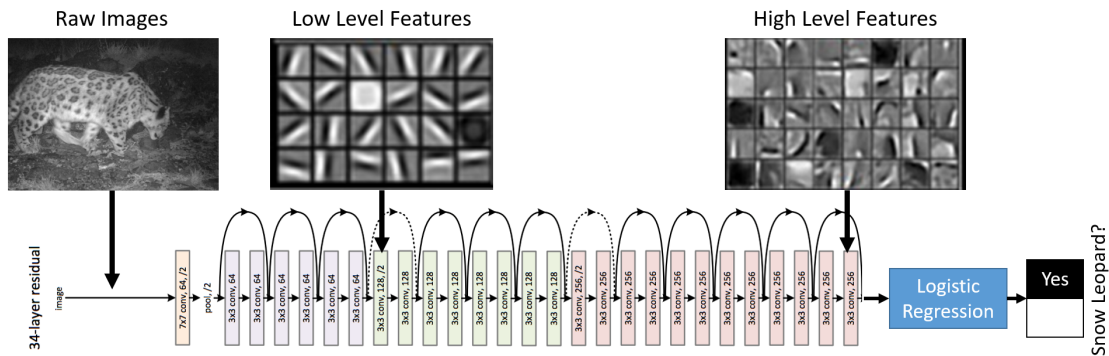 Raw Images
Low Level Features
High Level Features
34-layer residual
image
7x7 conv, 64, /2
pool, /2
3x3 conv, 64
3x3 conv, 64
3x3 conv, 64
3x3 conv, 64
3x3 conv, 64
3x3 conv, 64
3x3 conv, 128, /2
3x3 conv, 128
3x3 conv, 128
3x3 conv, 128
3x3 conv, 128
3x3 conv, 128
3x3 conv, 128
3x3 conv, 128
3x3 conv, 256, /2
3x3 conv, 256
3x3 conv, 256
3x3 conv, 256
3x3 conv, 256
3x3 conv, 256
3x3 conv, 256
3x3 conv, 256
3x3 conv, 256
3x3 conv, 256
3x3 conv, 256
3x3 conv, 256
Logistic
Regression
Yes
Snow Leopard?